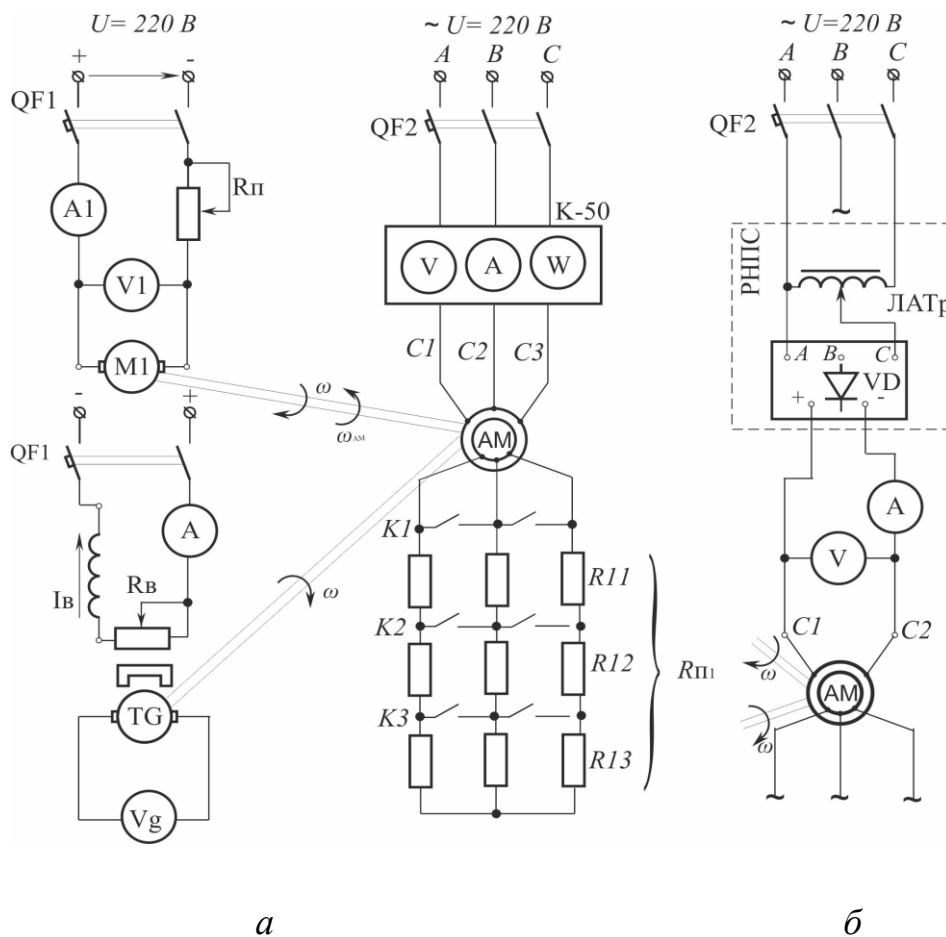 U= 220 В
~ U= 220 В
~ U= 220 В
+
-
A
B
C
A
B
C
QF1
QF2
QF2
Rп
A1
К-50
V
A
W
V1
РНПС
ЛАТр
M1
C1
C2
C3
A
B
C
VD
+
-
ω
ωАМ
-
+
QF1
АМ
A
A
K1
V
Rв
Iв
ω
R11
C1
C2
K2
R12
Rп1
ω
АМ
TG
K3
ω
R13
~
~
~
~
Vg
а
б